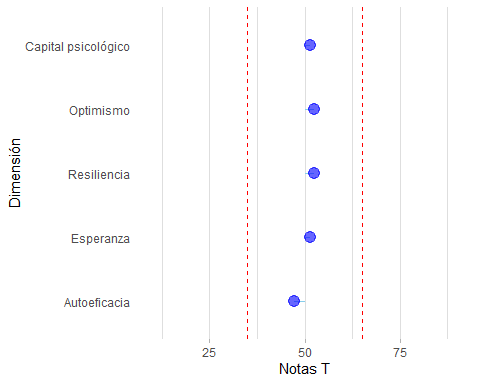 Capital psicológico
Optimismo
Resiliencia
Esperanza
Autoeficacia
Dimensión
25
50
75
Notas T